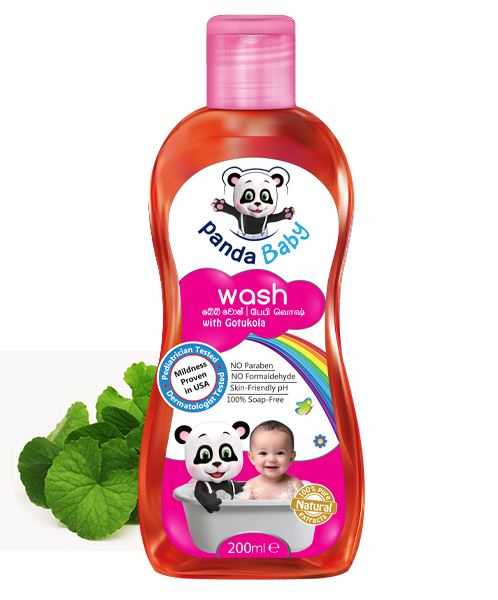 panda Baby
wash
බේබි වොෂ් | பேபி வொஷ்
with Gotukola
Pediatrician Tested
Mildness
Proven
in USA
Dermatologist Tested
NO Paraben
NO Formaldehyde
Skin-Friendly pH
100% Soap-Free
100% Pure
Natural
extracts
200ml e